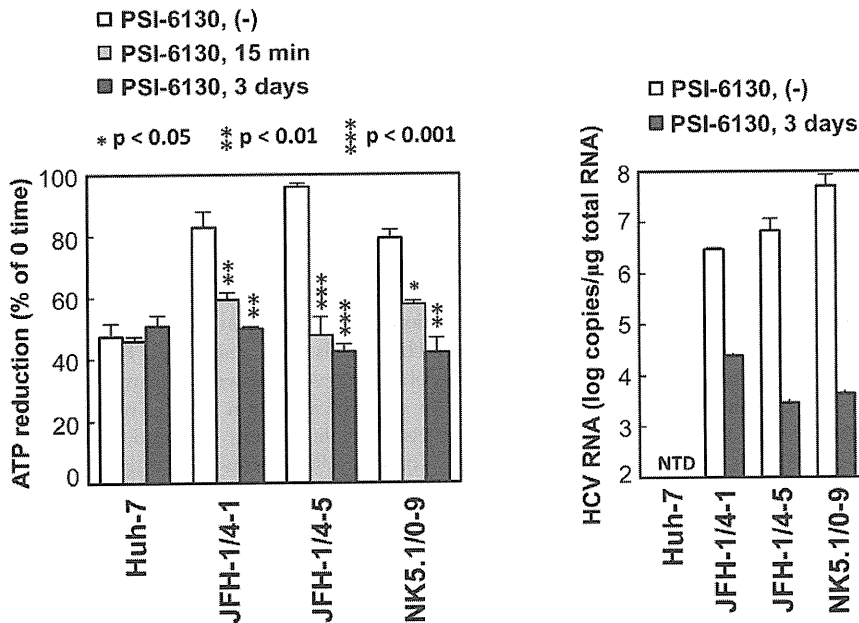 PSI-6130, (-)
PSI-6130, 15 min
PSI-6130, 3 days
* p < 0.05 ** p < 0.01 *** p < 0.001
ATP reduction (% of 0 time)
100
80
60
40
20
0
** ** *** *** * **
Huh-7
JFH-1/4-1
JFH-1/4-5
NK5.1/0-9
PSI-6130, (-)
PSI-6130, 3 days
HCV RNA (log copies/μg total RNA)
8
7
6
5
4
3
2
NTD
Huh-7
JFH-1/4-1
JFH-1/4-5
NK5.1/0-9